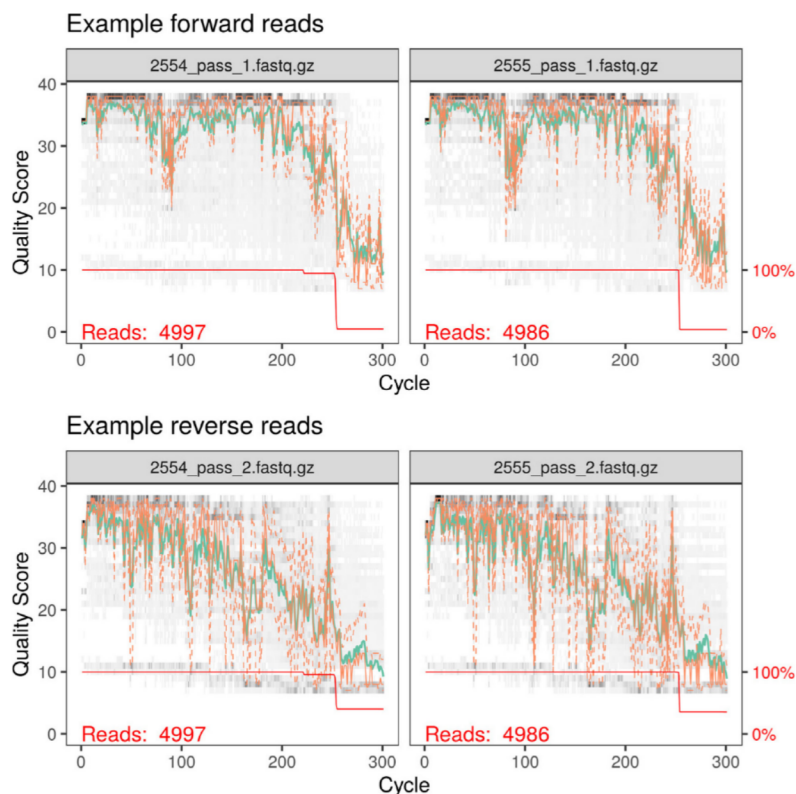 Example forward reads
2554_pass_1.fastq.gz 2555_pass_1.fastq.gz
40
30
20
10
0
Quality Score
100%
0%
Reads: 4997 Reads: 4986
0 100 200 300 0 100 200 300
Cycle
Example reverse reads
2554_pass_2.fastq.gz 2555_pass_2.fastq.gz
40
30
20
10
0
Quality Score
100%
0%
Reads: 4997 Reads: 4986
0 100 200 300 0 100 200 300
Cycle